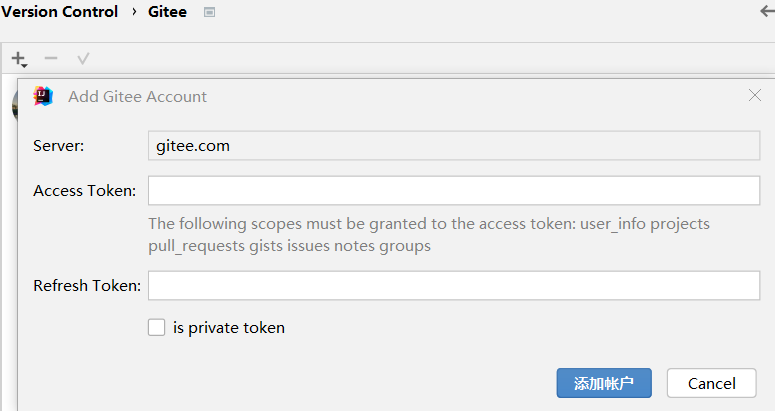 Version Control › Gitee
Add Gitee Account
Server: gitee.com
Access Token:
The following scopes must be granted to the access token: user_info projects
pull_requests gists issues notes groups
Refresh Token:
is private token
添加帐户 Cancel